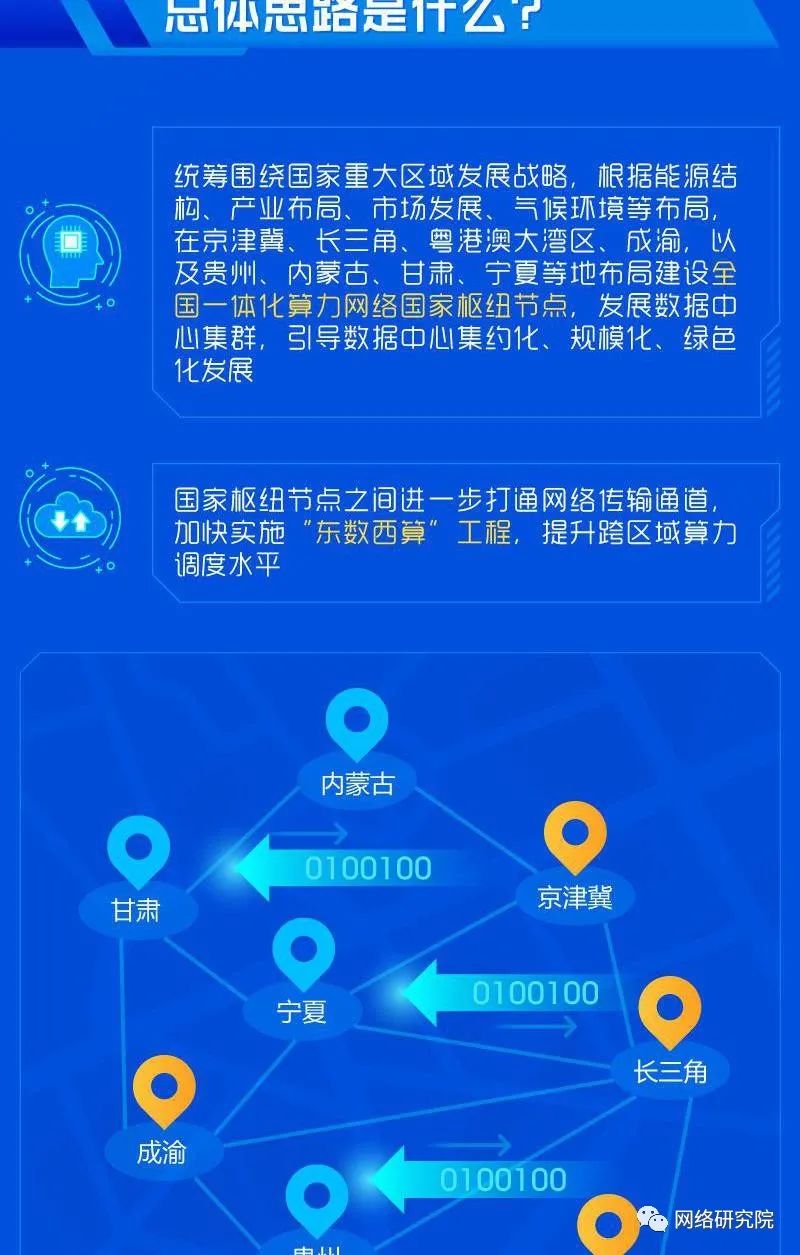 总体思路是什么？
统筹围绕国家重大区域发展战略，根据能源结
构、产业布局、市场发展、气候环境等布局，
在京津冀、长三角、粤港澳大湾区、成渝，以
及贵州、内蒙古、甘肃、宁夏等地布局建设全
国一体化算力网络国家枢纽节点，发展数据中
心集群，引导数据中心集约化、规模化、绿色
化发展
国家枢纽节点之间进一步打通网络传输通道，
加快实施“东数西算”工程，提升跨区域算力
调度水平
内蒙古
0100100
京津冀
甘肃
0100100
宁夏
长三角
成渝
0100100
网络研究院
贵州